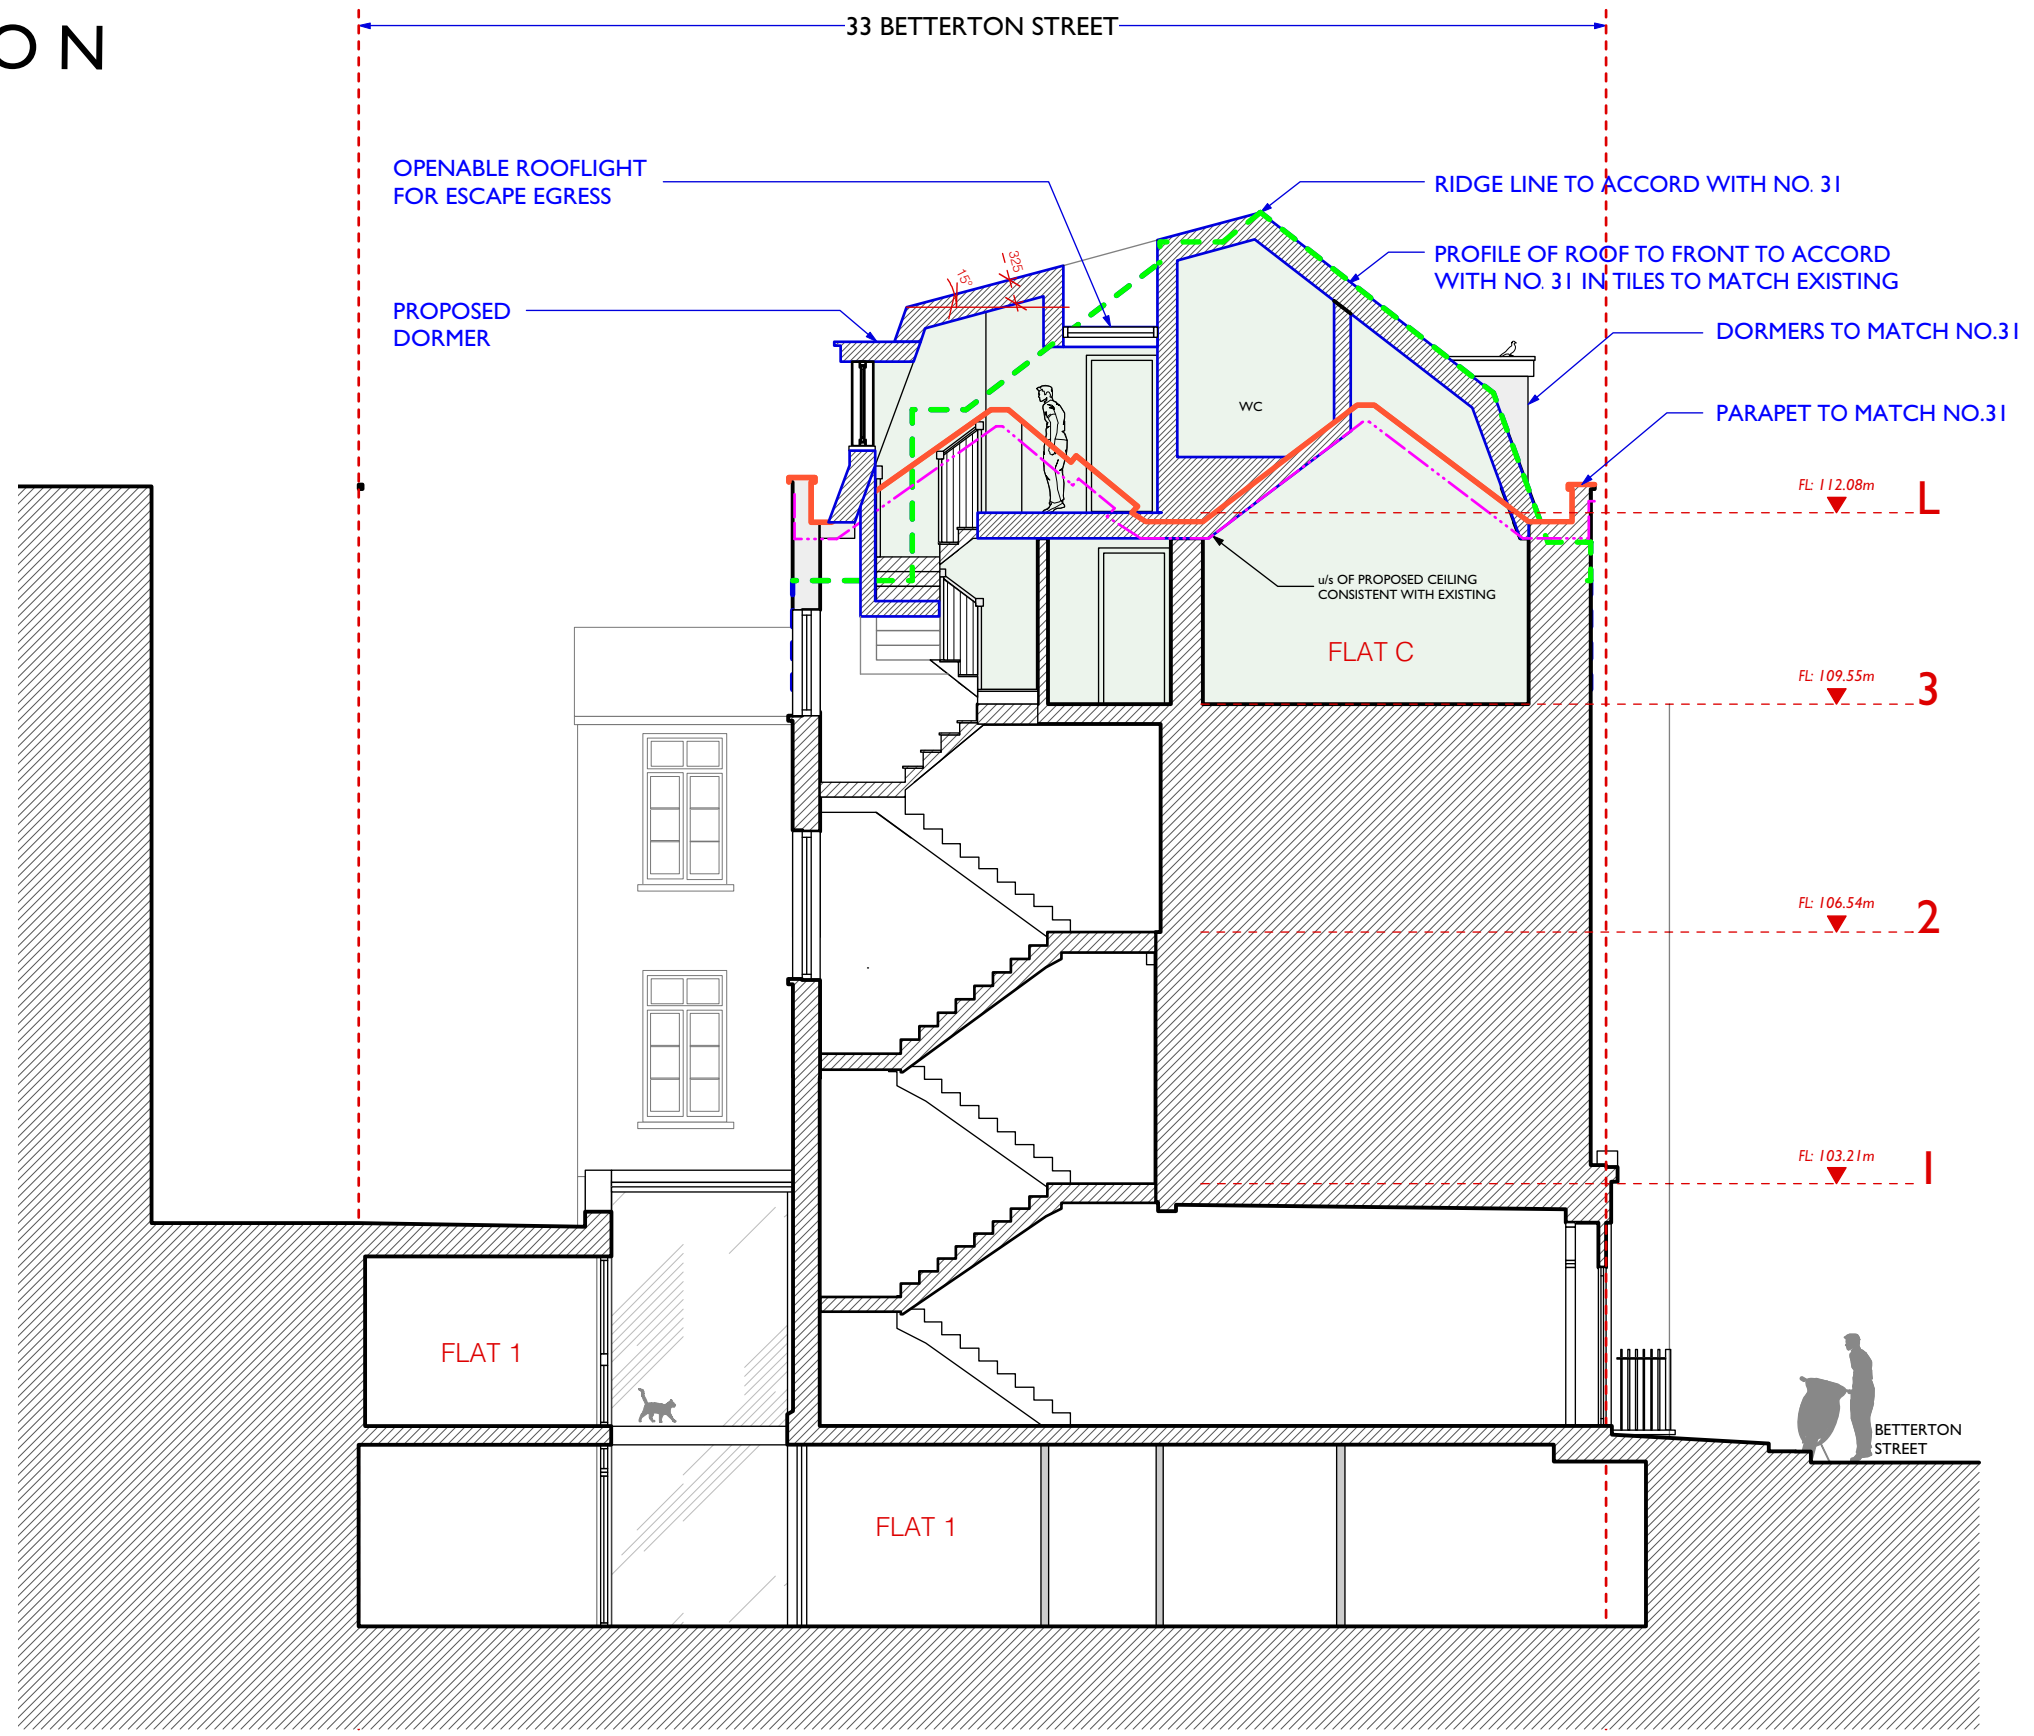 ON
33 BETTERTON STREET
OPENABLE ROOFLIGHT
FOR ESCAPE EGRESS
RIDGE LINE TO ACCORD WITH NO. 31
PROFILE OF ROOF TO FRONT TO ACCORD
WITH NO. 31 IN TILES TO MATCH EXISTING
325
15°
PROPOSED
DORMER
DORMERS TO MATCH NO.31
WC
PARAPET TO MATCH NO.31
FL: 112.08m
L
u/s OF PROPOSED CEILING
CONSISTENT WITH EXISTING
FLAT C
FL: 109.55m
3
FL: 106.54m
2
FL: 103.21m
1
FLAT 1
BETTERTON
STREET
FLAT 1